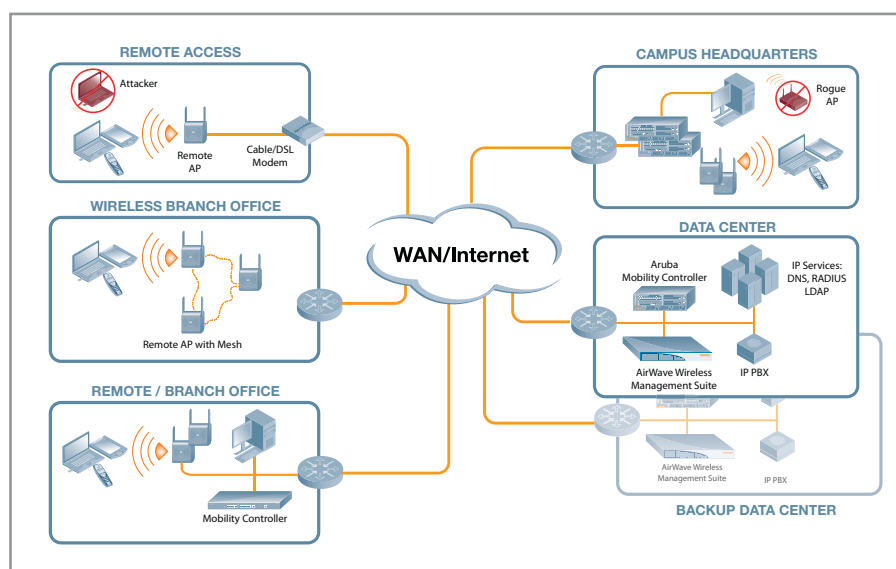 REMOTE ACCESS
Attacker
Remote
AP
Cable/DSL
Modem
WIRELESS BRANCH OFFICE
Remote AP with Mesh
REMOTE / BRANCH OFFICE
Mobility Controller
WAN/Internet
CAMPUS HEADQUARTERS
Rogue
AP
DATA CENTER
Aruba
Mobility Controller
IP Services:
DNS, RADIUS
LDAP
AirWave Wireless
Management Suite
IP PBX
AirWave Wireless
Management Suite
IP PBX
BACKUP DATA CENTER